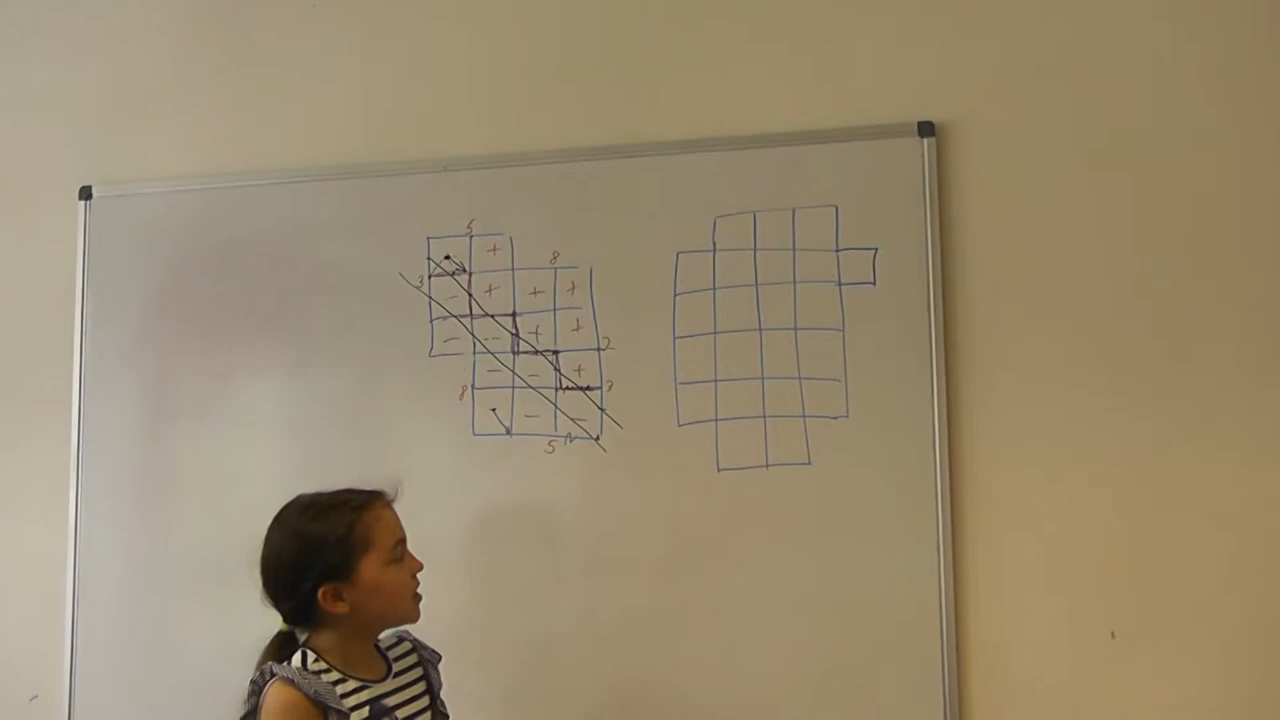 5
+ 8
3 - + + +
- - + + 2
- - + 3
8 - -
5